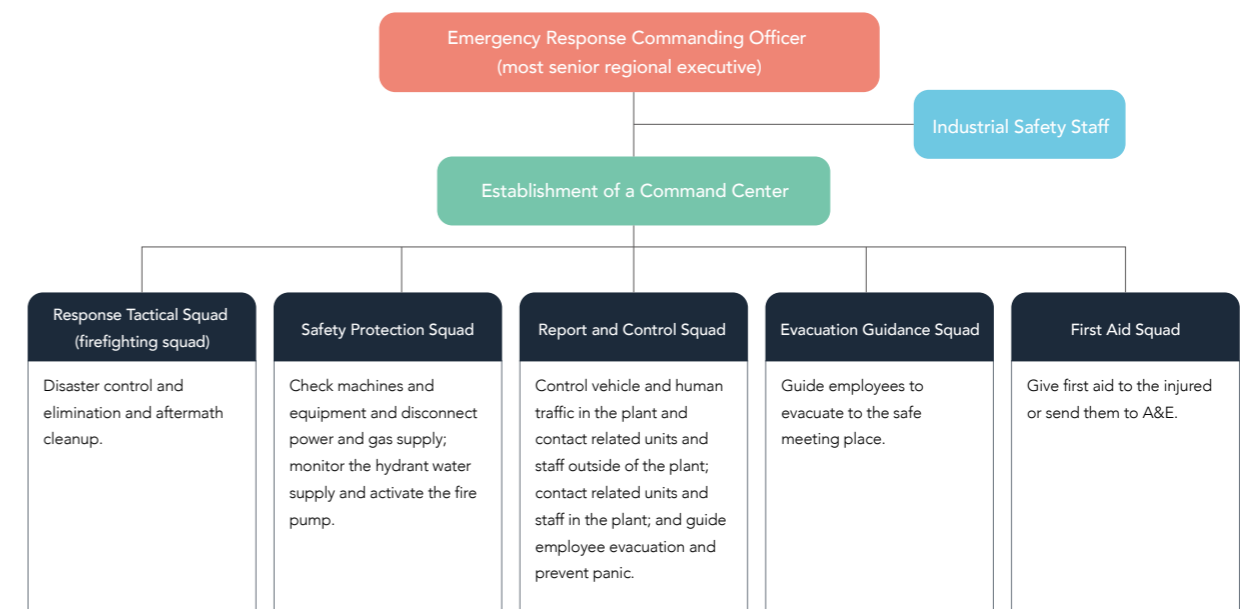 Emergency Response Commanding Officer
(most senior regional executive)
Industrial Safety Staff
Establishment of a Command Center
Response Tactical Squad
(firefighting squad)
Disaster control and
elimination and aftermath
cleanup.
Safety Protection Squad
Check machines and
equipment and disconnect
power and gas supply;
monitor the hydrant water
supply and activate the fire
pump.
Report and Control Squad
Control vehicle and human
traffic in the plant and
contact related units and
staff outside of the plant;
contact related units and
staff in the plant; and guide
employee evacuation and
prevent panic.
Evacuation Guidance Squad
Guide employees to
evacuate to the safe
meeting place.
First Aid Squad
Give first aid to the injured
or send them to A&E.